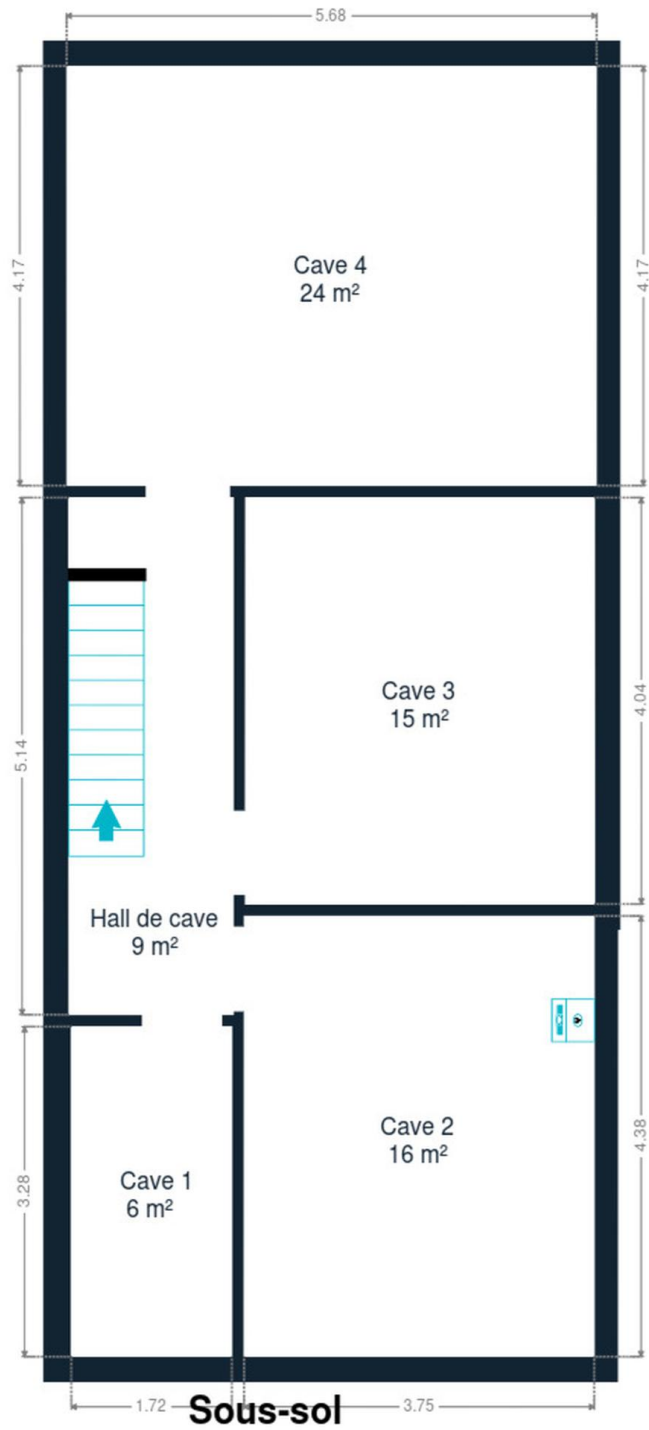 5.68
4.17
4.17
Cave 4
24 m²
5.14
4.04
Cave 3
15 m²
Hall de cave
9 m²
3.28
4.38
Cave 2
16 m²
Cave 1
6 m²
1.72
3.75
Sous-sol